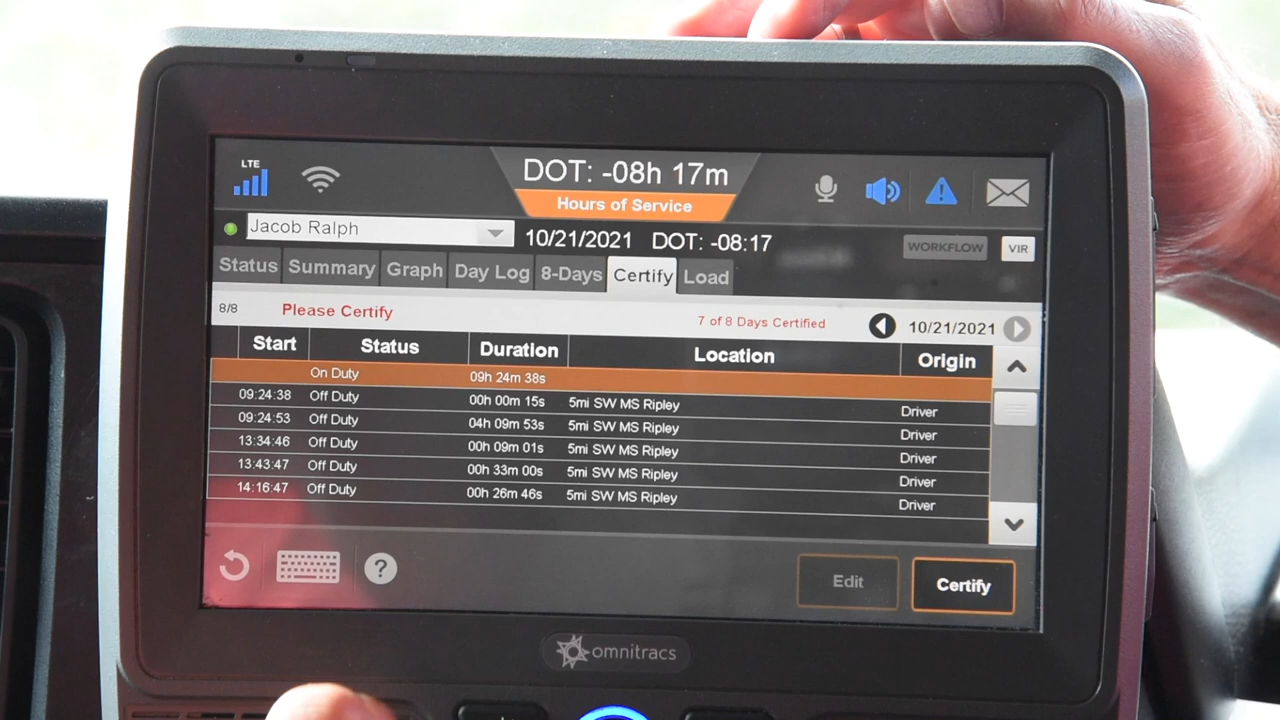 LTE
DOT: -08h 17m
Hours of Service
Jacob Ralph
10/21/2021 DOT: -08:17
WORKFLOW
VIR
Status Summary Graph Day Log 8-Days Certify Load
8/8 Please Certify 7 of 8 Days Certified 10/21/2021
Start Status Duration Location Origin
On Duty 09h 24m 38s
09:24:38 Off Duty 00h 00m 15s 5mi SW MS Ripley Driver
09:24:53 Off Duty 04h 09m 53s 5mi SW MS Ripley Driver
13:34:46 Off Duty 00h 09m 01s 5mi SW MS Ripley Driver
13:43:47 Off Duty 00h 33m 00s 5mi SW MS Ripley Driver
14:16:47 Off Duty 00h 26m 46s 5mi SW MS Ripley Driver
?
Edit
Certify
omnitracs